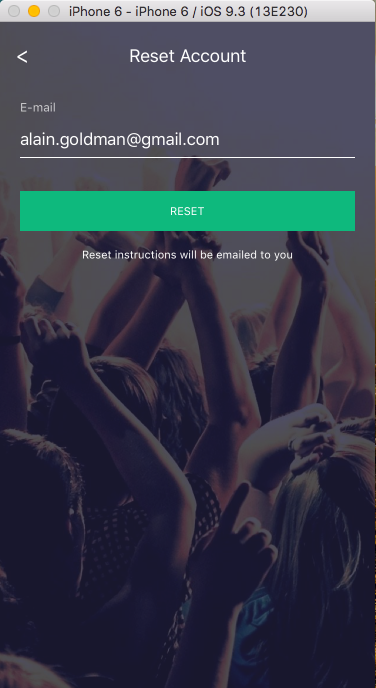 iPhone 6 - iPhone 6 / iOS 9.3 (13E230)
< Reset Account
E-mail
alain.goldman@gmail.com
RESET
Reset instructions will be emailed to you